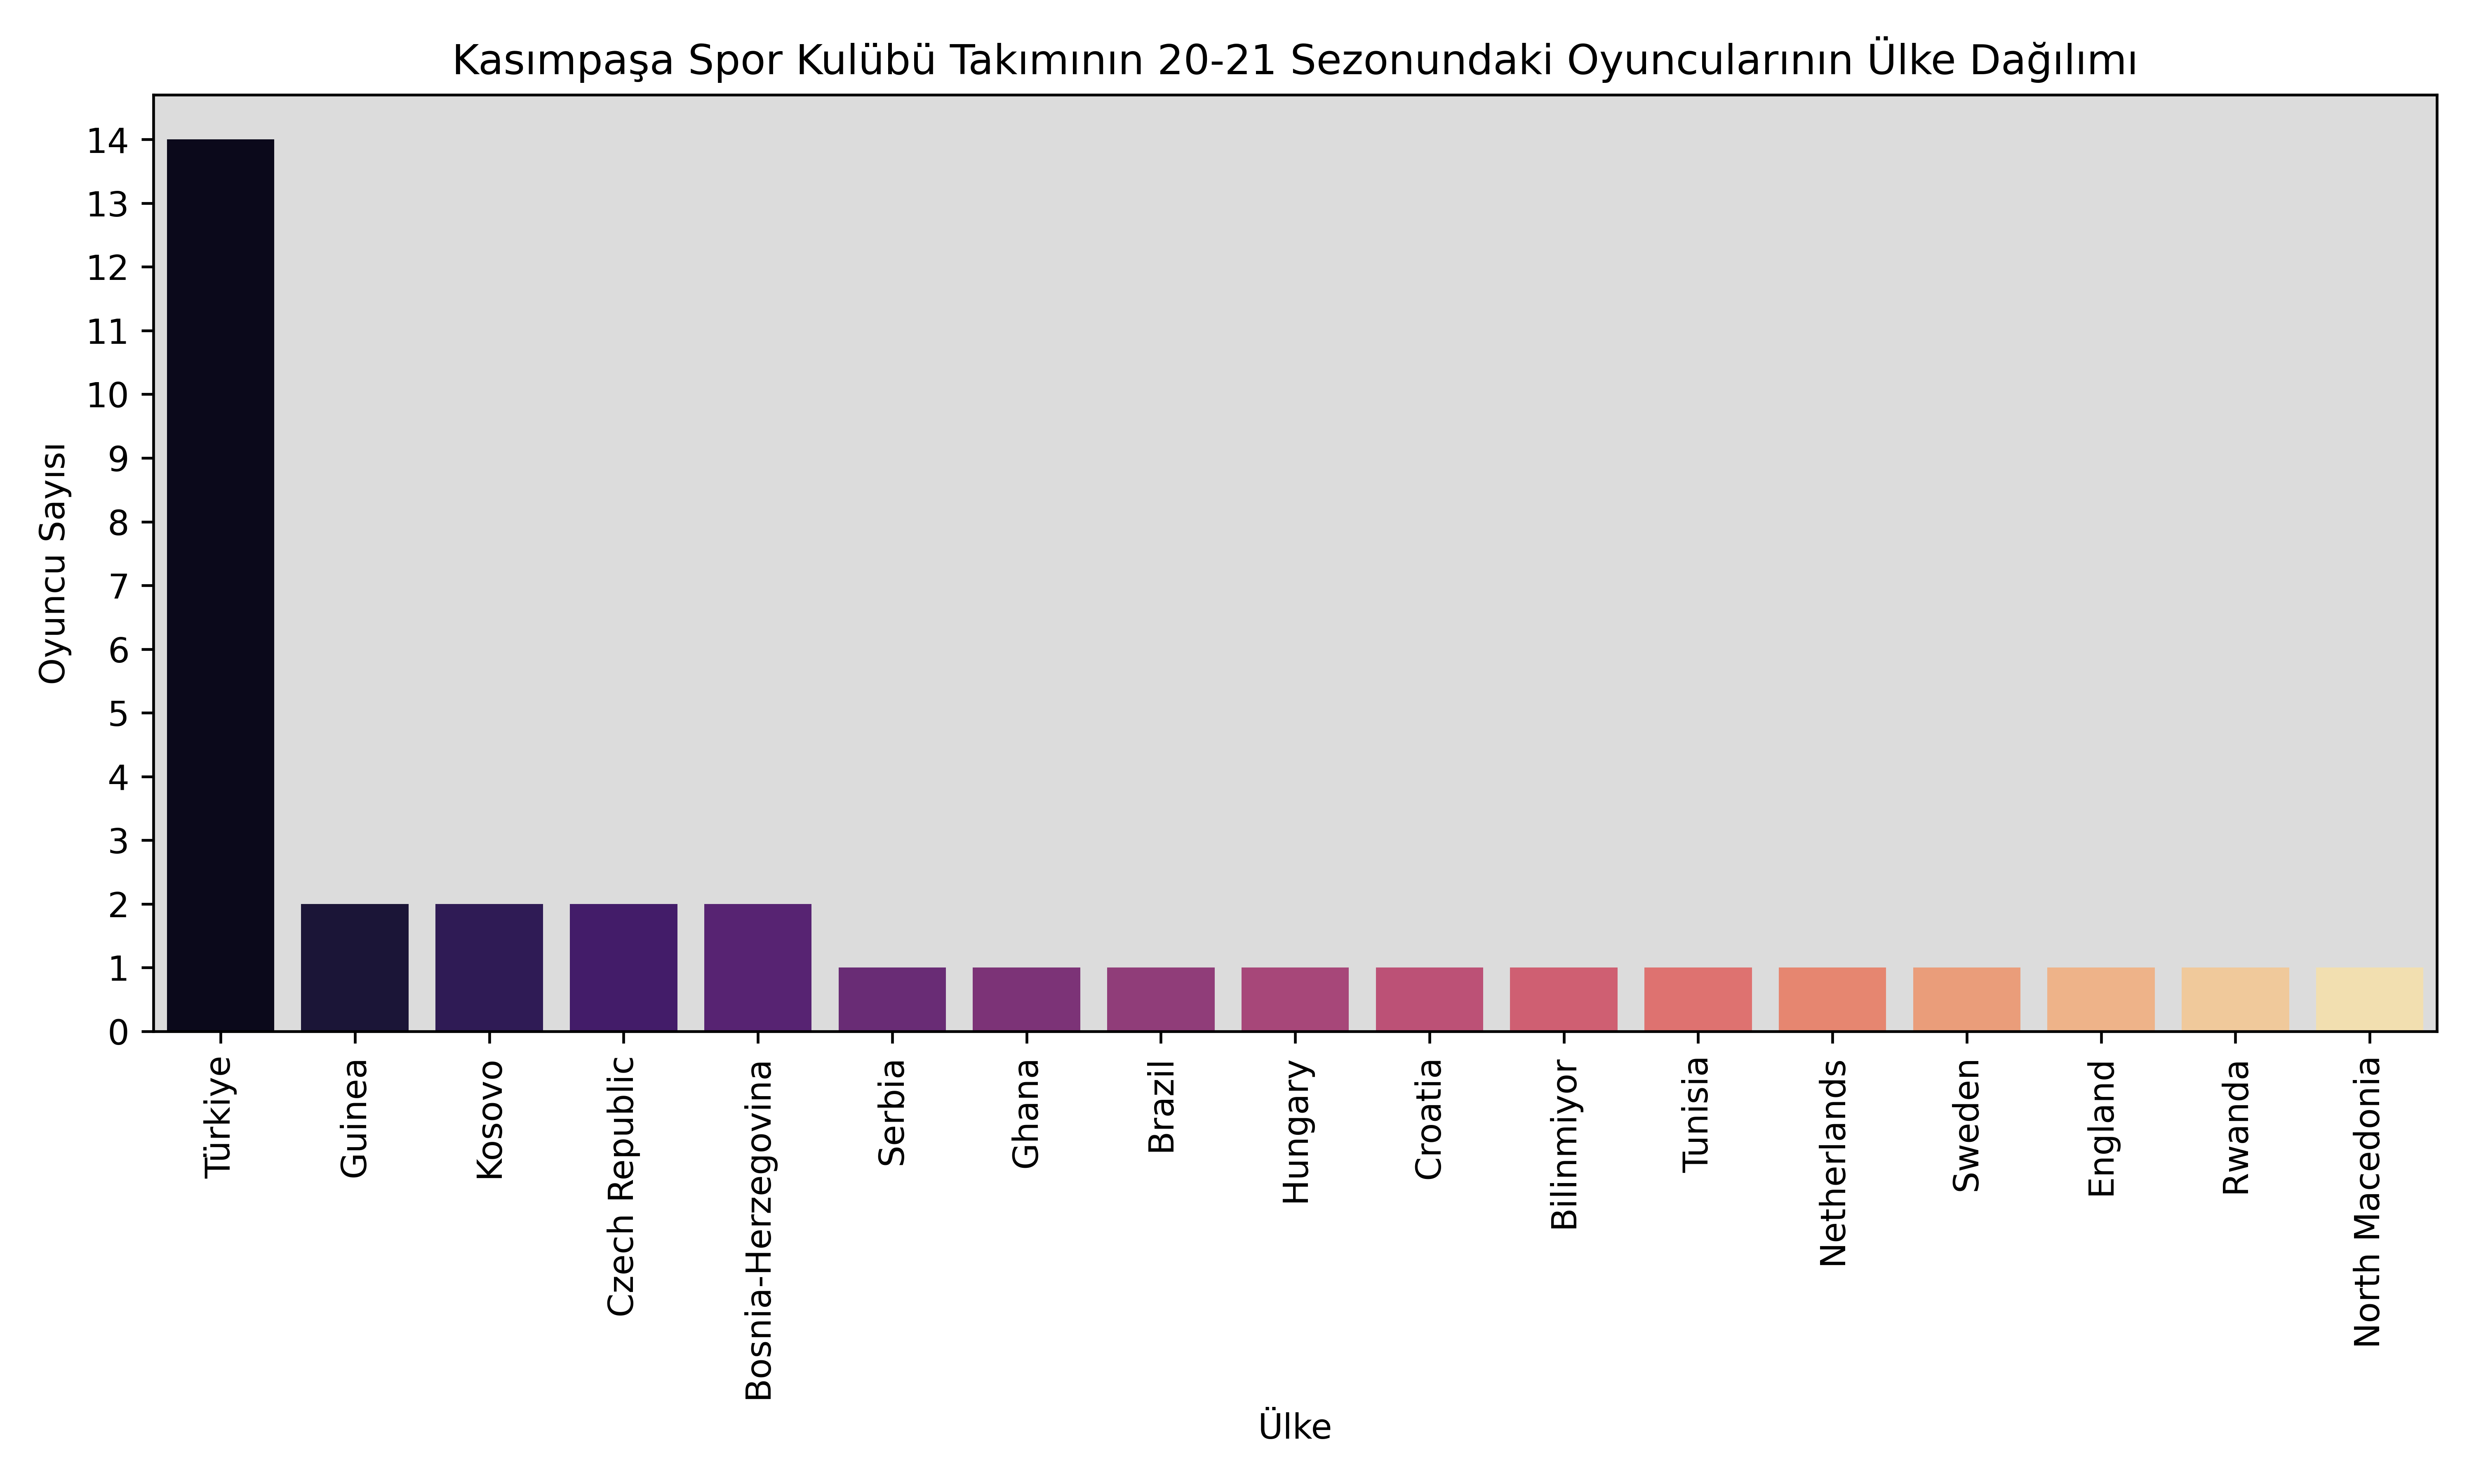 Kasımpaşa Spor Kulübü Takımının 20-21 Sezonundaki Oyuncularının Ülke Dağılımı
Oyuncu Sayısı
14
13
12
11
10
9
8
7
6
5
4
3
2
1
0
Türkiye
Guinea
Kosovo
Czech Republic
Bosnia-Herzegovina
Serbia
Ghana
Brazil
Hungary
Croatia
Bilinmiyor
Tunisia
Netherlands
Sweden
England
Rwanda
North Macedonia
Ülke